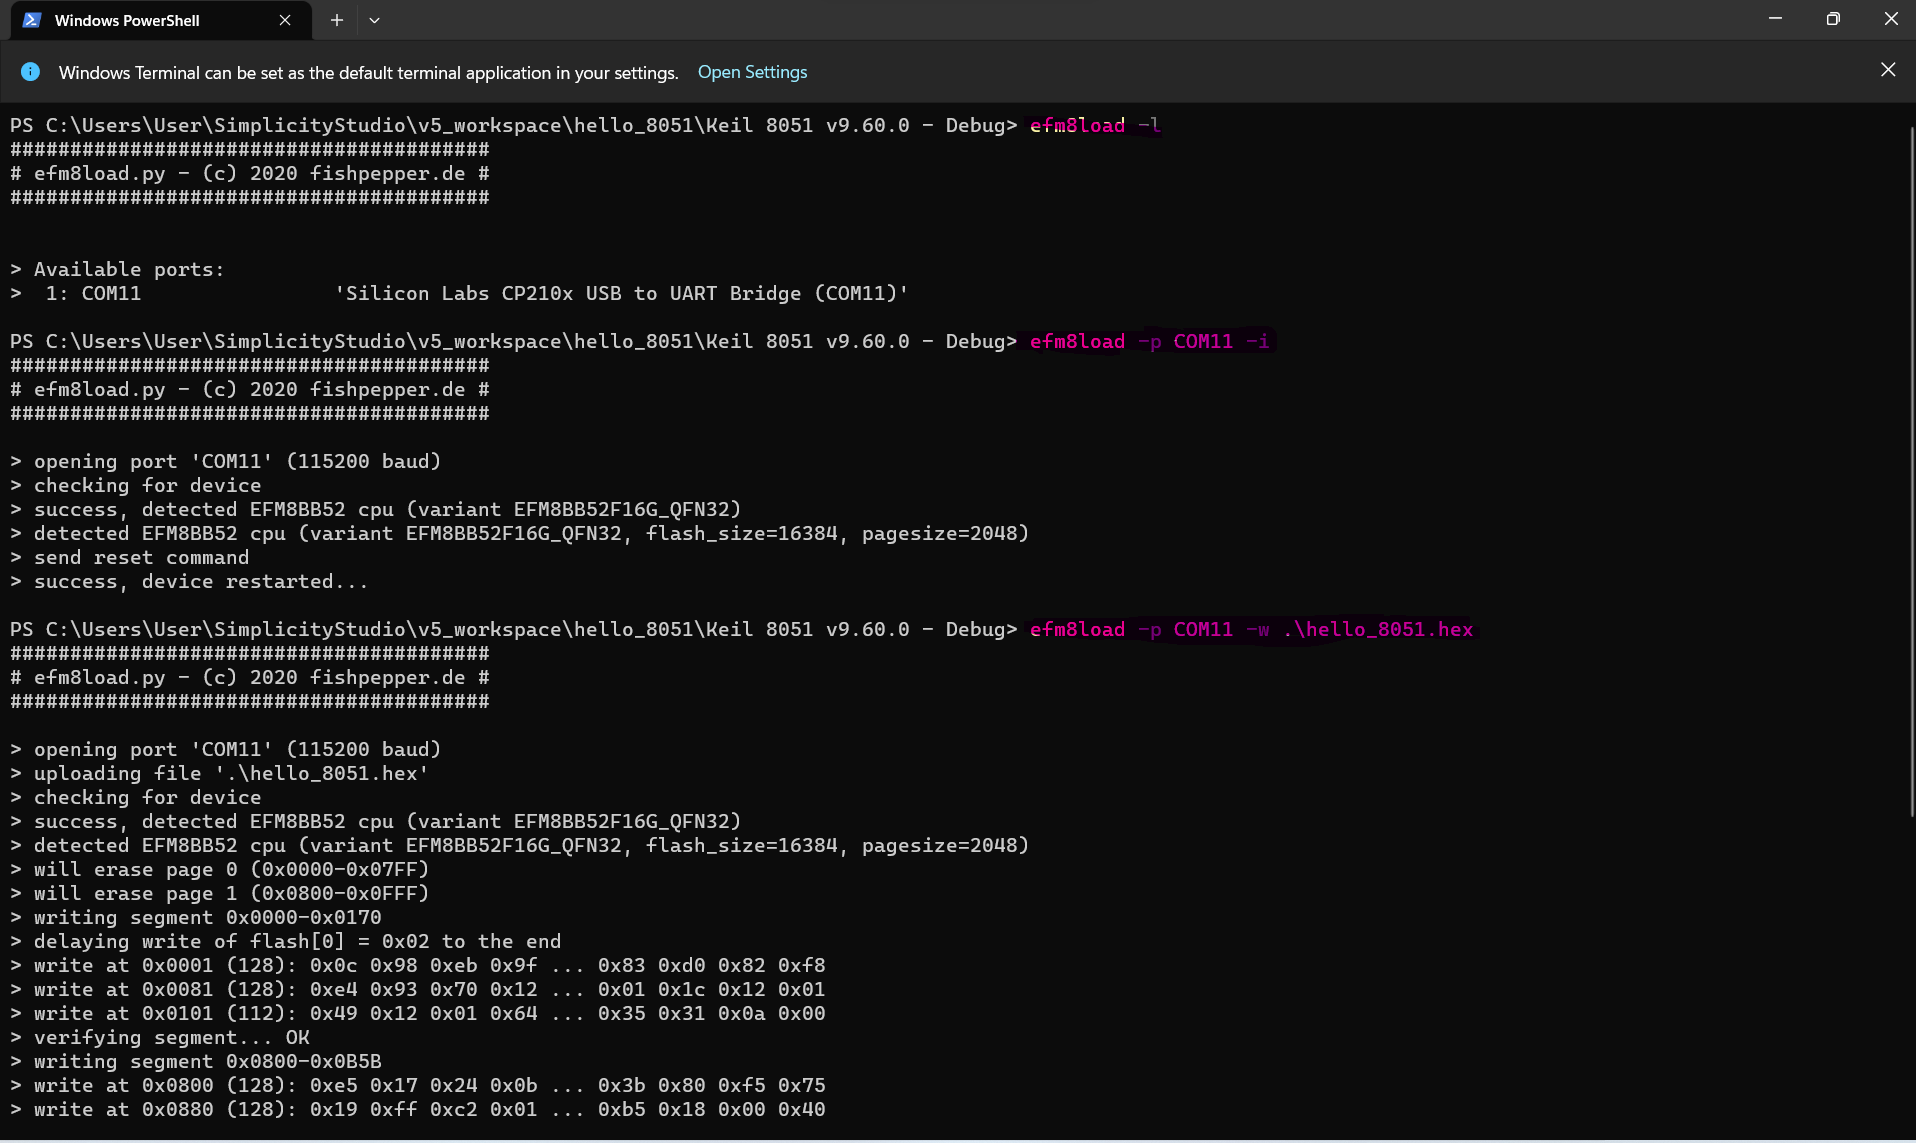 Windows PowerShell
Windows Terminal can be set as the default terminal application in your settings. Open Settings
PS C:\Users\User\SimplicityStudio\v5_workspace\hello_8051\Keil 8051 v9.60.0 - Debug> efm8load -l
########################################
# efm8load.py - (c) 2020 fishpepper.de #
########################################
> Available ports:
>  1: COM11                'Silicon Labs CP210x USB to UART Bridge (COM11)'
PS C:\Users\User\SimplicityStudio\v5_workspace\hello_8051\Keil 8051 v9.60.0 - Debug> efm8load -p COM11 -i
########################################
# efm8load.py - (c) 2020 fishpepper.de #
########################################
> opening port 'COM11' (115200 baud)
> checking for device
> success, detected EFM8BB52 cpu (variant EFM8BB52F16G_QFN32)
> detected EFM8BB52 cpu (variant EFM8BB52F16G_QFN32, flash_size=16384, pagesize=2048)
> send reset command
> success, device restarted...
PS C:\Users\User\SimplicityStudio\v5_workspace\hello_8051\Keil 8051 v9.60.0 - Debug> efm8load -p COM11 -w .\hello_8051.hex
########################################
# efm8load.py - (c) 2020 fishpepper.de #
########################################
> opening port 'COM11' (115200 baud)
> uploading file '.\hello_8051.hex'
> checking for device
> success, detected EFM8BB52 cpu (variant EFM8BB52F16G_QFN32)
> detected EFM8BB52 cpu (variant EFM8BB52F16G_QFN32, flash_size=16384, pagesize=2048)
> will erase page 0 (0x0000-0x07FF)
> will erase page 1 (0x0800-0x0FFF)
> writing segment 0x0000-0x0170
> delaying write of flash[0] = 0x02 to the end
> write at 0x0001 (128): 0x0c 0x98 0xeb 0x9f ... 0x83 0xd0 0x82 0xf8
> write at 0x0081 (128): 0xe4 0x93 0x70 0x12 ... 0x01 0x1c 0x12 0x01
> write at 0x0101 (112): 0x49 0x12 0x01 0x64 ... 0x35 0x31 0x0a 0x00
> verifying segment... OK
> writing segment 0x0800-0x0B5B
> write at 0x0800 (128): 0xe5 0x17 0x24 0x0b ... 0x3b 0x80 0xf5 0x75
> write at 0x0880 (128): 0x19 0xff 0xc2 0x01 ... 0xb5 0x18 0x00 0x40